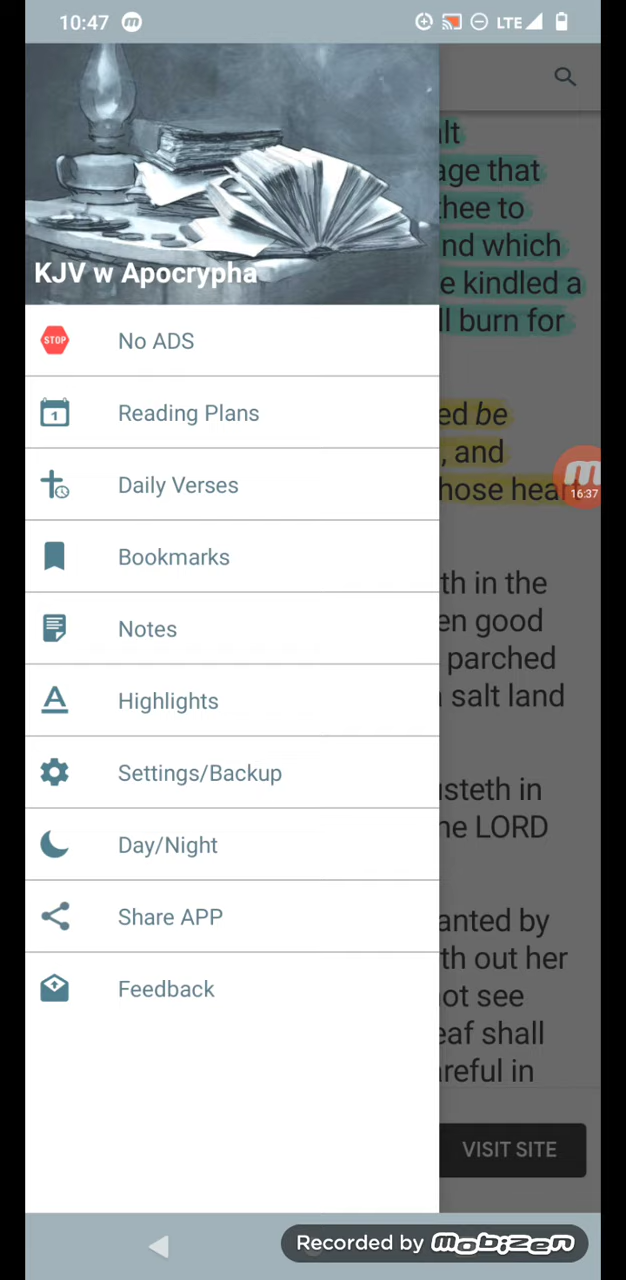 10:47
LTE
KJV w Apocrypha
STOP
No ADS
1
Reading Plans
Daily Verses
Bookmarks
Notes
Highlights
Settings/Backup
Day/Night
Share APP
Feedback
age that
thee to
nd which
e kindled a
ll burn for
ed be
, and
hose heart
16:37
th in the
en good
parched
salt land
usteth in
he LORD
anted by
th out her
ot see
eaf shall
areful in
VISIT SITE
Recorded by mobizen